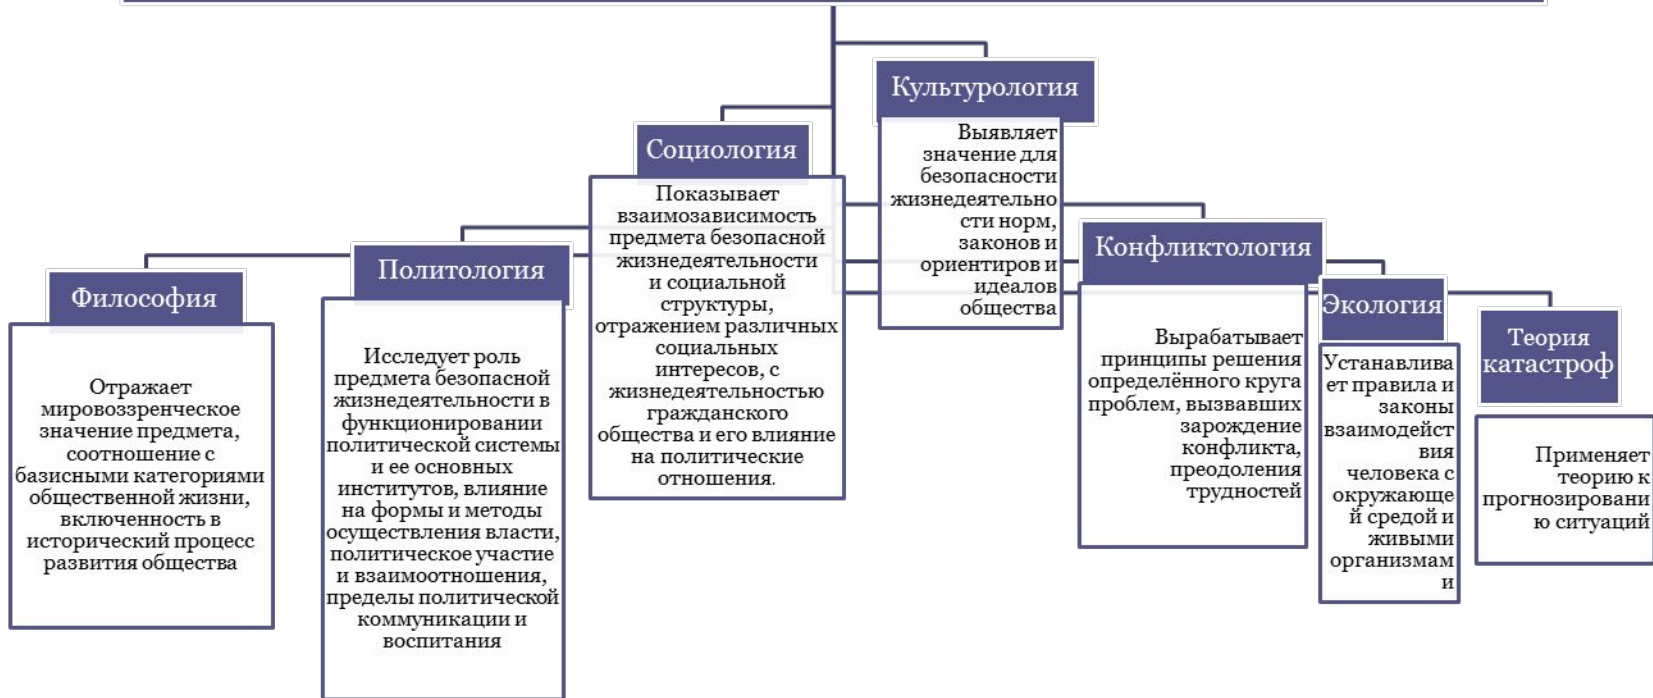 Культурология
Выявляет
значение для
безопасности
жизнедеятельно
сти норм,
законов и
ориентиров и
идеалов
общества
Социология
Показывает
взаимозависимость
предмета безопасной
жизнедеятельности
и социальной
структуры,
отражением различных
социальных
интересов, с
жизнедеятельностью
гражданского
общества и его влияние
на политические
отношения.
Политология
Исследует роль
предмета безопасной
жизнедеятельности в
функционировании
политической системы
и ее основных
институтов, влияние
на формы и методы
осуществления власти,
политическое участие
и взаимоотношения,
пределы политической
коммуникации и
воспитания
Философия
Отражает
мировоззренческое
значение предмета,
соотношение с
базисными категориями
общественной жизни,
включенность в
исторический процесс
развития общества
Конфликтология
Вырабатывает
принципы решения
определённого круга
проблем, вызвавших
зарождение
конфликта,
преодоления
трудностей
Экология
Устанавлива
ет правила и
законы
взаимодейст
вия
человека с
окружающе
й средой и
живыми
организмам
и
Теория
катастроф
Применяет
теорию к
прогнозировани
ю ситуаций